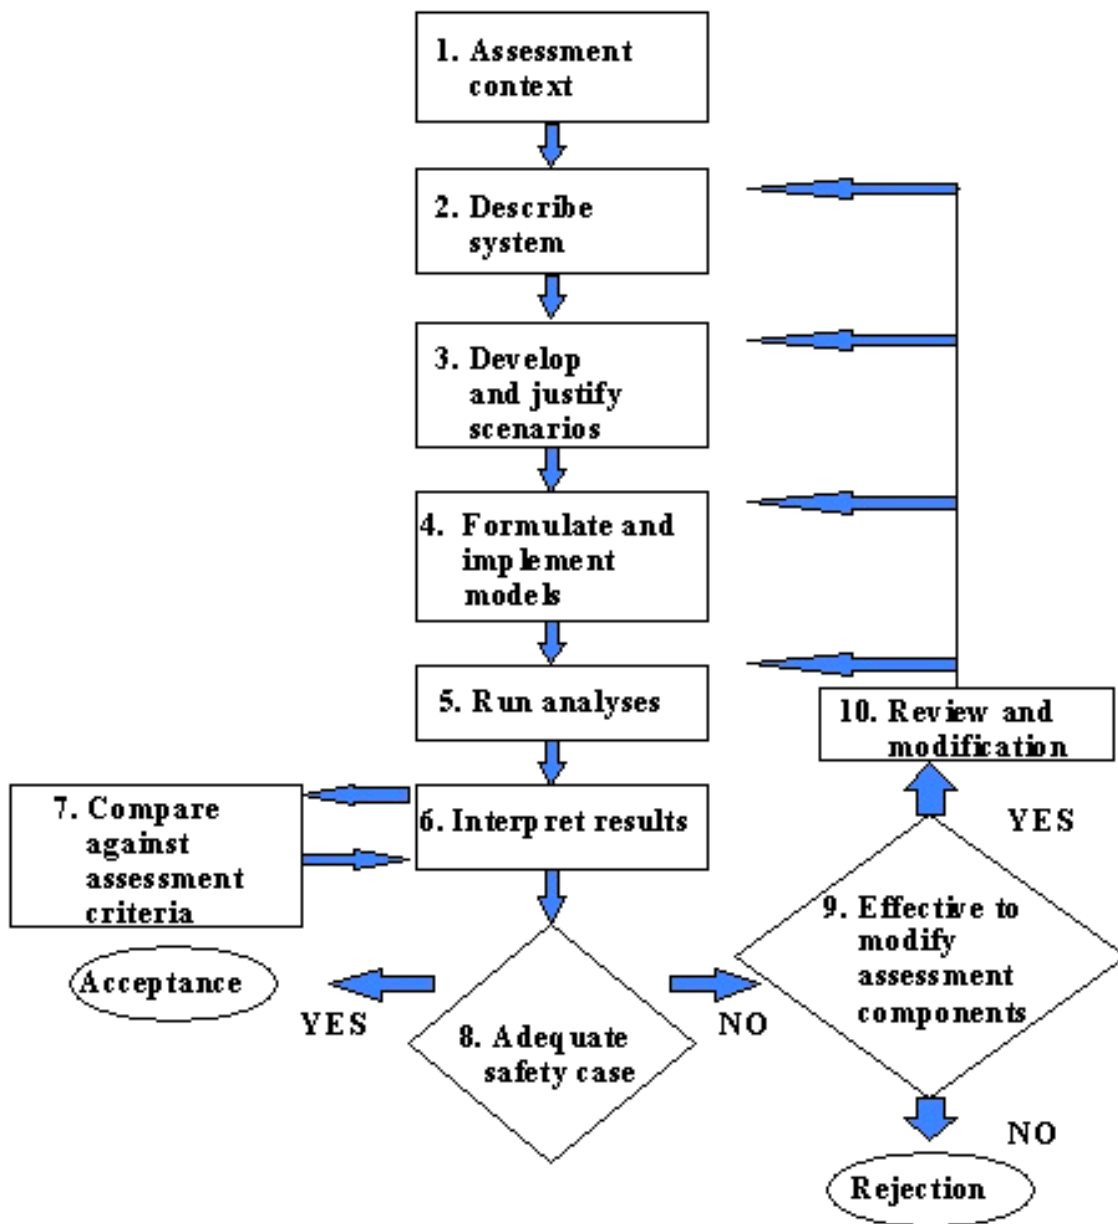 1. Assessment
context
2. Describe
system
3. Develop
and justify
scenarios
4. Formulate and
implement
models
5. Run analyses
10. Review and
modification
7. Compare
against
assessment
criteria
6. Interpret results
YES
9. Effective to
modify
assessment
components
Acceptance
YES
NO
8. Adequate
safety case
NO
Rejection